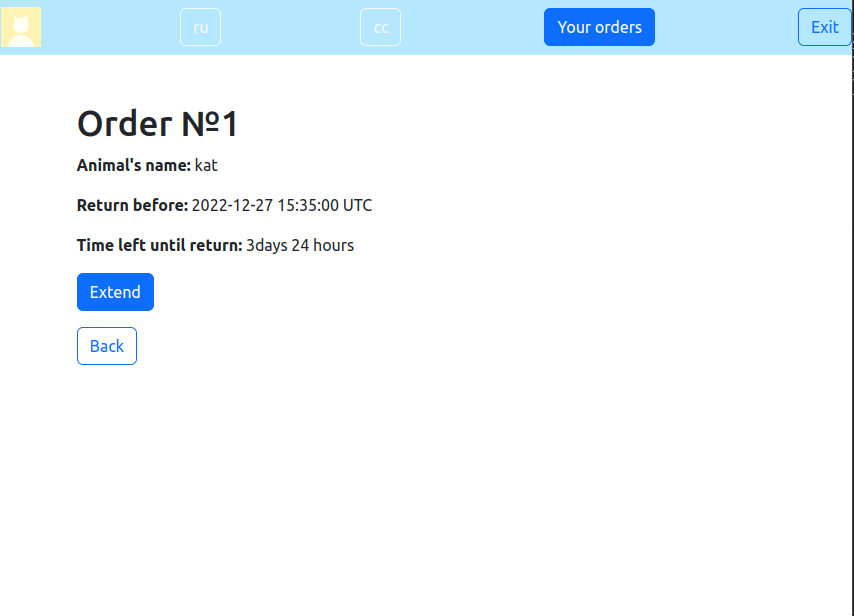 ru
cc
Your orders
Exit
Order №1
Animal's name: kat
Return before: 2022-12-27 15:35:00 UTC
Time left until return: 3days 24 hours
Extend
Back